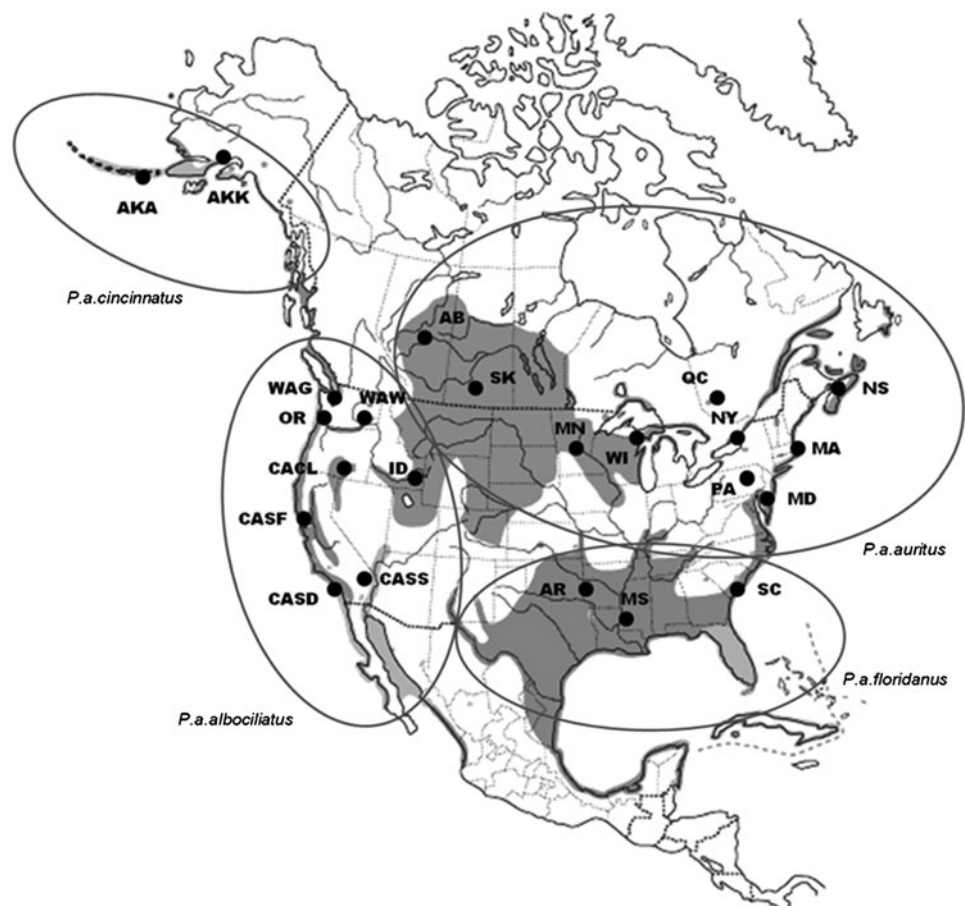 AKA
AKK
P.a.cincinnatus
AB
SK
WAG
WAW
OR
QC
NS
NY
MN
WI
MA
CACL
ID
PA
MD
CASF
P.a.auritus
CASS
CASD
AR
MS
SC
P.a.floridanus
P.a.albociliatus